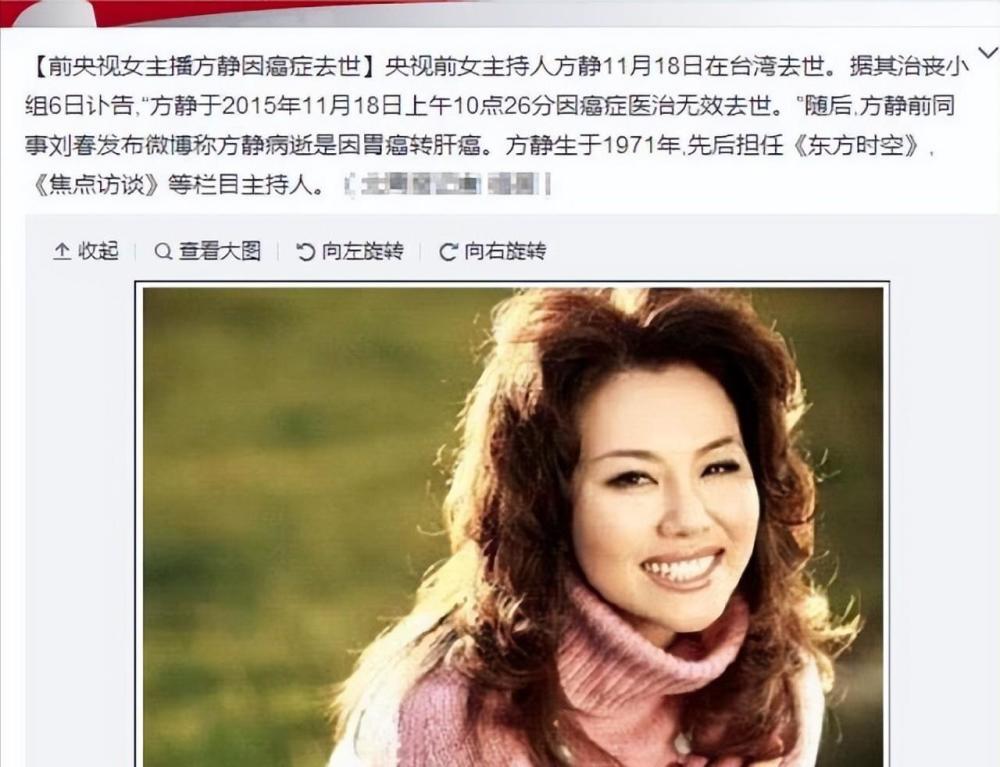 【前央视女主播方静因癌症去世】央视前女主持人方静11月18日在台湾去世。据其治丧小
组6日讣告,“方静于2015年11月18日上午10点26分因癌症医治无效去世。”随后,方静前同
事刘春发布微博称方静病逝是因胃癌转肝癌。方静生于1971年,先后担任《东方时空》,
《焦点访谈》等栏目主持人。
收起 查看大图 向左旋转 向右旋转